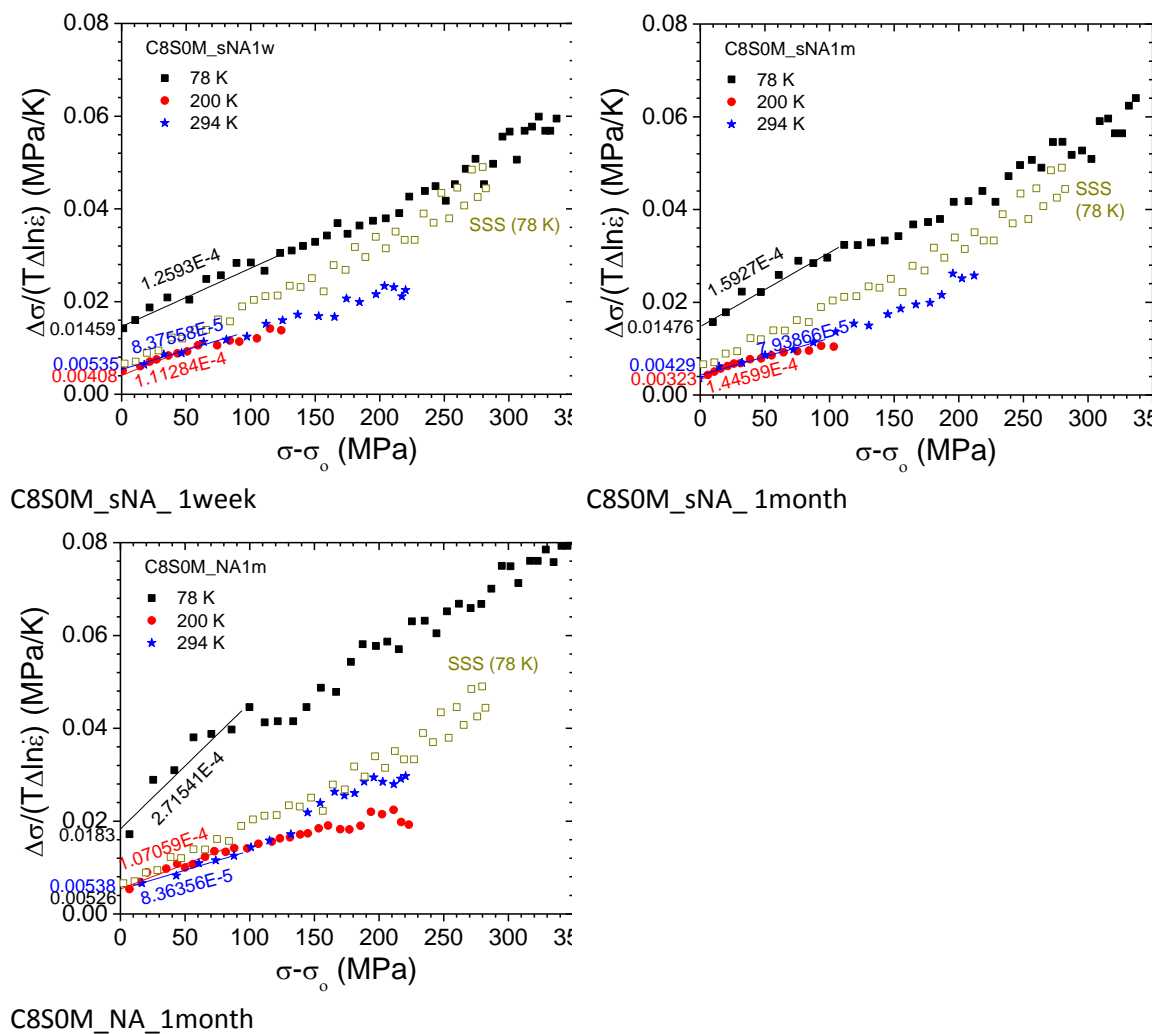 Δσ/(TΔlnε̇) (MPa/K)
0.08
0.06
0.04
0.02
0.00
C8S0M_sNA1w
78 K
200 K
294 K
SSS (78 K)
1.2593E-4
8.37558E-5
1.11284E-4
0.01459
0.00535
0.00408
0 50 100 150 200 250 300 35
σ-σo (MPa)
C8S0M_sNA_ 1week
Δσ/(TΔlnε̇) (MPa/K)
0.08
0.06
0.04
0.02
0.00
C8S0M_sNA1m
78 K
200 K
294 K
SSS
(78 K)
1.5927E-4
7.93866E-5
1.44599E-4
0.01476
0.00429
0.00323
0 50 100 150 200 250 300 35
σ-σo (MPa)
C8S0M_sNA_ 1month
Δσ/(TΔlnε̇) (MPa/K)
0.08
0.06
0.04
0.02
0.00
C8S0M_NA1m
78 K
200 K
294 K
SSS (78 K)
2.71541E-4
1.07059E-4
8.36356E-5
0.0183
0.00538
0.00526
0 50 100 150 200 250 300 35
σ-σo (MPa)
C8S0M_NA_1month